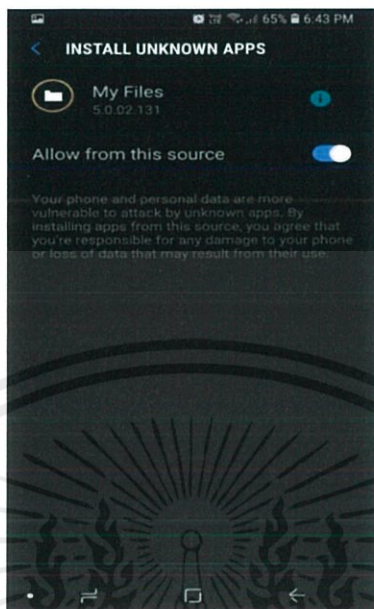 65% 6:43 PM
INSTALL UNKNOWN APPS
My Files
5.0.02.131
Allow from this source
Your phone and personal data are more
vulnerable to attack by unknown apps. By
installing apps from this source, you agree that
you're responsible for any damage to your phone
or loss of data that may result from their use.